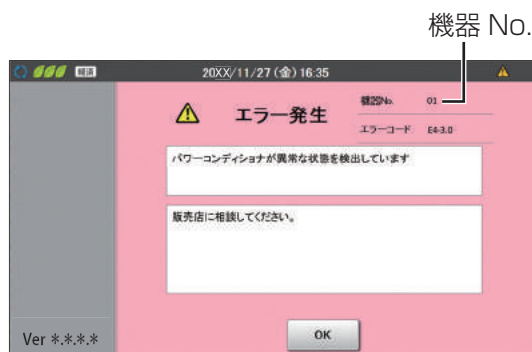 機器 No.
経済 20XX/11/27(金)16:35
エラー発生
機器No. 01
エラーコード E4-3.0
パワーコンディショナが異常な状態を検出しています
販売店に相談してください。
OK
Ver *.*.*.*